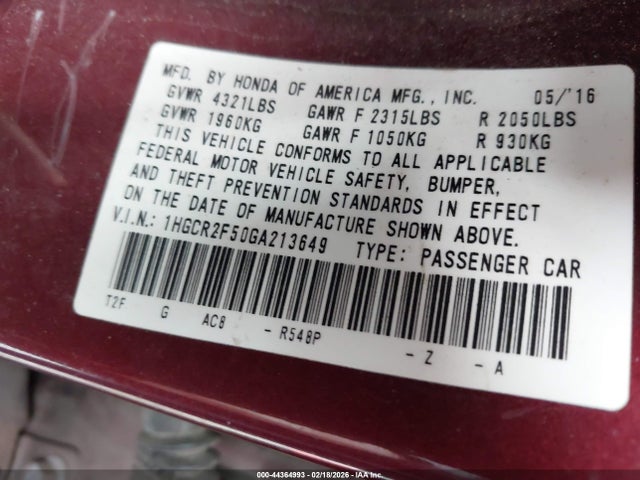 MFD. BY HONDA OF AMERICA MFG., INC. 05/'16
GVWR 4321LBS GAWR F 2315LBS R 2050LBS
GVWR 1960KG GAWR F 1050KG R 930KG
THIS VEHICLE CONFORMS TO ALL APPLICABLE
FEDERAL MOTOR VEHICLE SAFETY, BUMPER,
AND THEFT PREVENTION STANDARDS IN EFFECT
ON THE DATE OF MANUFACTURE SHOWN ABOVE.
V.I.N.: 1HGCR2F50GA213649 TYPE: PASSENGER CAR
T2F G AC8 - R548P - Z - A
000-44364993 - 02/18/2026 - IAA Inc.